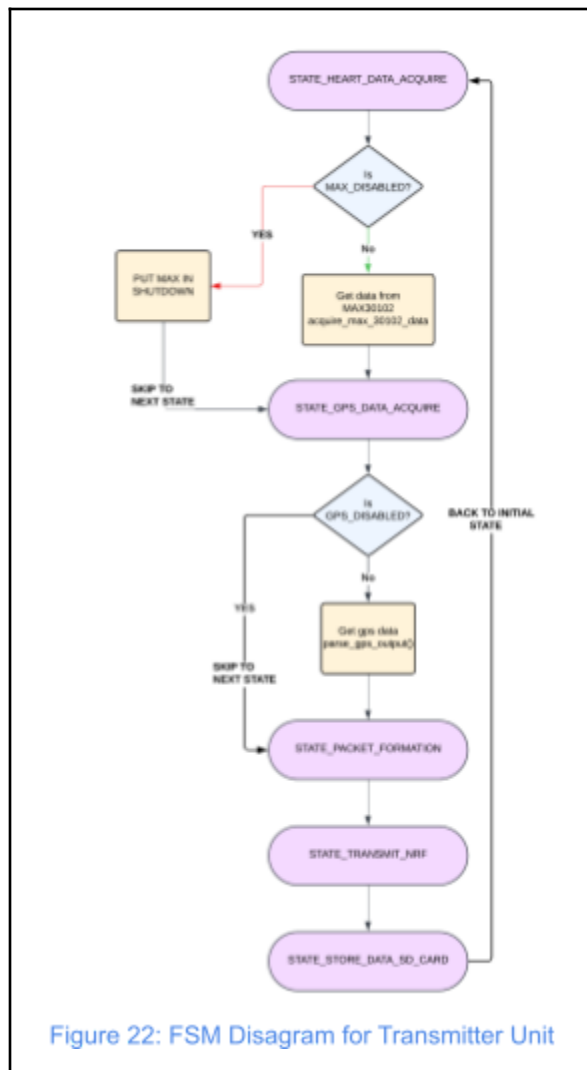 STATE_HEART_DATA_ACQUIRE
Is
MAX_DISABLED?
YES
No
PUT MAX IN
SHUTDOWN
Get data from
MAX30102
acquire_max_30102_data
SKIP TO
NEXT STATE
STATE_GPS_DATA_ACQUIRE
Is
GPS_DISABLED?
BACK TO INITIAL
STATE
No
YES
Get gps data
parse_gps_output()
SKIP TO
NEXT STATE
STATE_PACKET_FORMATION
STATE_TRANSMIT_NRF
STATE_STORE_DATA_SD_CARD
Figure 22: FSM Disagram for Transmitter Unit